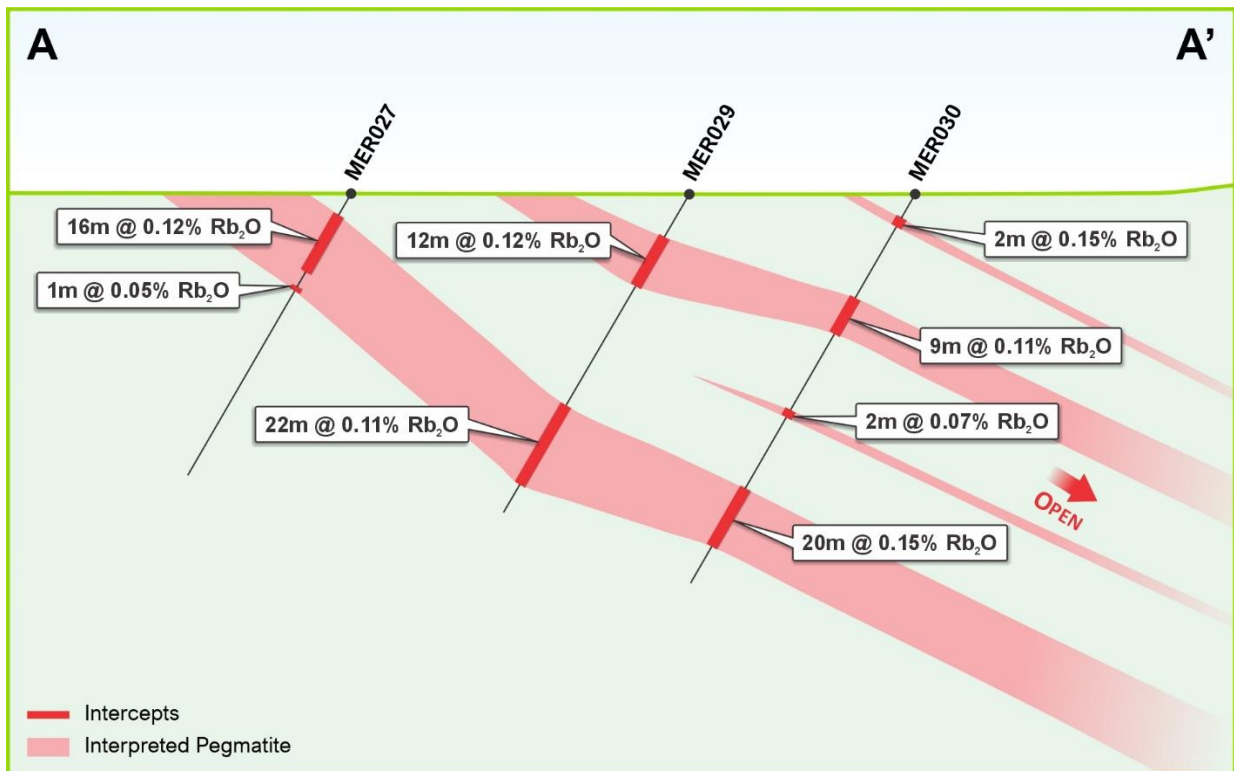 A
A’
MER027
MER029
MER030
16m @ 0.12% Rb₂O
12m @ 0.12% Rb₂O
2m @ 0.15% Rb₂O
1m @ 0.05% Rb₂O
9m @ 0.11% Rb₂O
22m @ 0.11% Rb₂O
2m @ 0.07% Rb₂O
OPEN
20m @ 0.15% Rb₂O
Intercepts
Interpreted Pegmatite